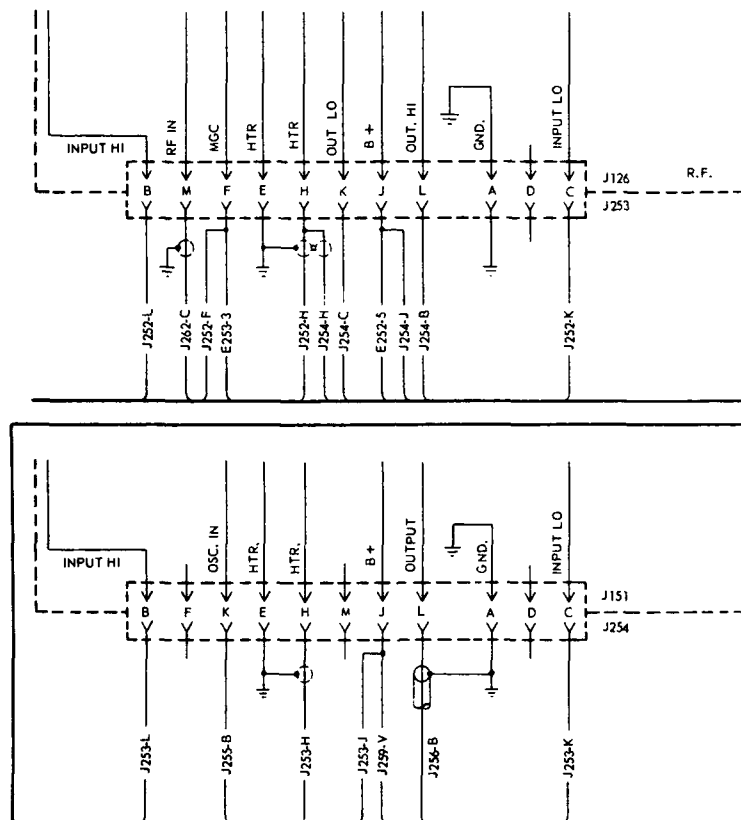 INPUT HI
RF IN
MGC
HTR
HTR
OUT LO
B +
OUT. HI
GND.
INPUT LO
B M F E H K J L A D C
J126
J253
R.F.
J252-L
J262-C
J252-F
E253-3
J252-H
J254-H
J254-C
E252-5
J254-J
J254-B
J252-K
INPUT HI
OSC. IN
HTR.
HTR.
B +
OUTPUT
GND.
INPUT LO
B F K E H M J L A D C
J151
J254
J253-L
J255-B
J253-H
J253-J
J259-V
J256-B
J253-K